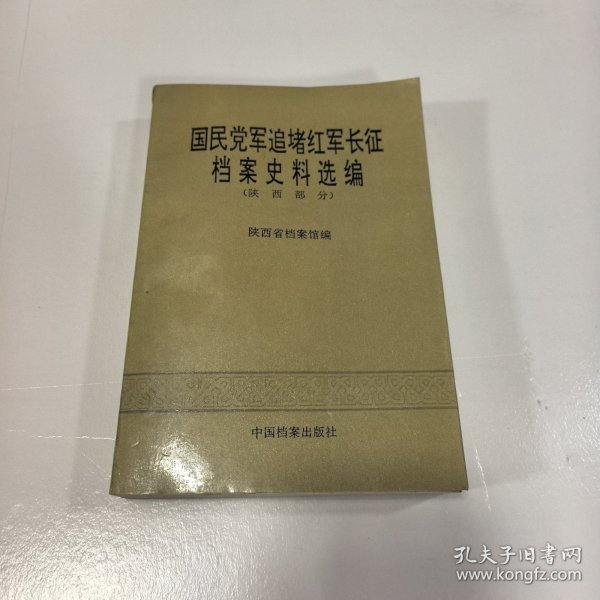 国民党军追堵红军长征
档案史料选编
（陕西部分）
陕西省档案馆编
中国档案出版社
孔夫子旧书网
www.kongfz.com